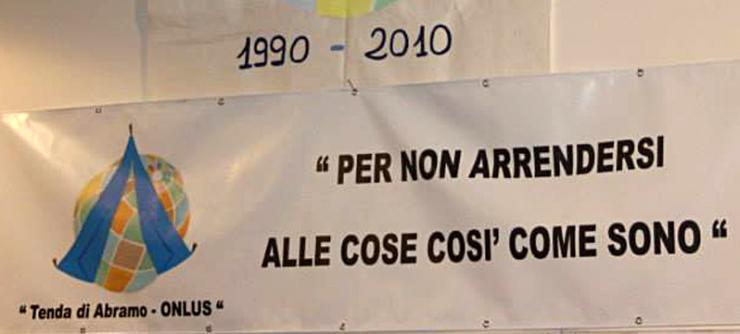 1990 - 2010
“ PER NON ARRENDERSI
ALLE COSE COSI’ COME SONO “
“ Tenda di Abramo - ONLUS “